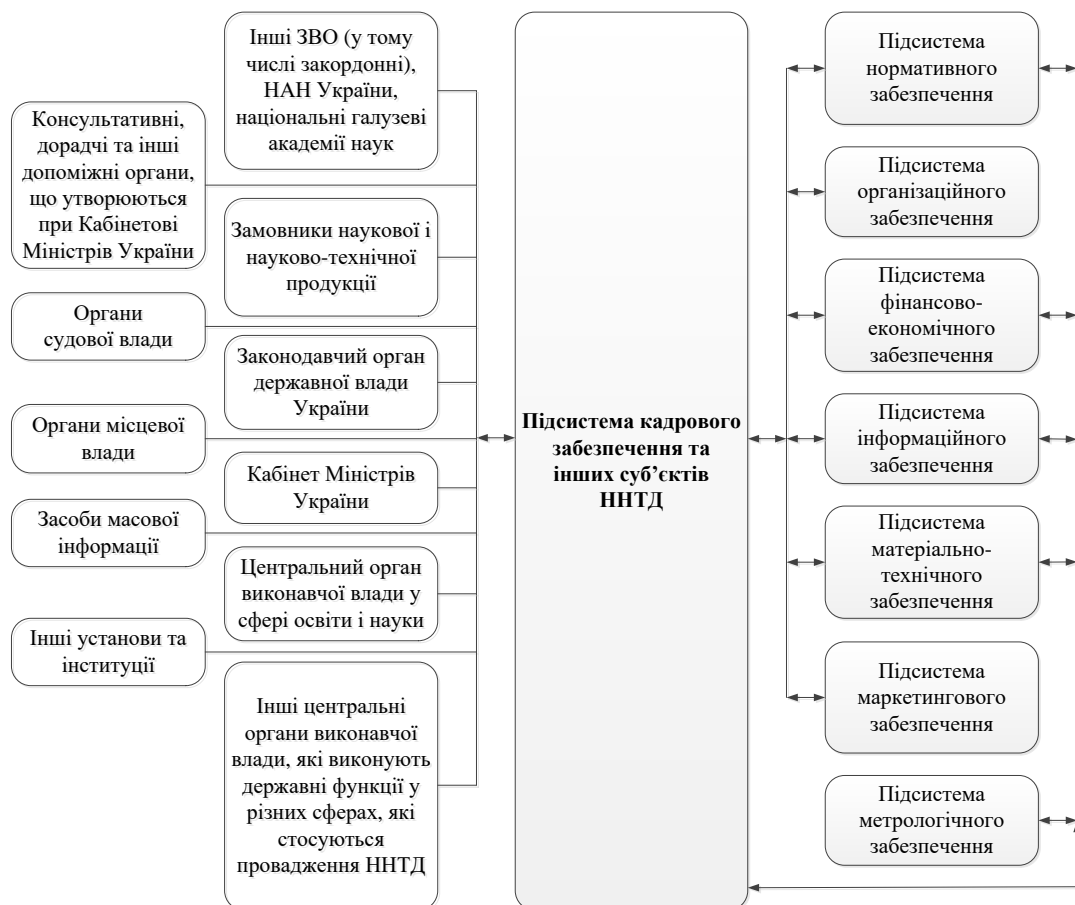 Консультативні,
дорадчі та інші
допоміжні органи,
що утворюються
при Кабінетові
Міністрів України
Органи
судової влади
Органи місцевої
влади
Засоби масової
інформації
Інші установи та
інституції
Інші ЗВО (у тому
числі закордонні),
НАН України,
національні галузеві
академії наук
Замовники наукової і
науково-технічної
продукції
Законодавчий орган
державної влади
України
Кабінет Міністрів
України
Центральний орган
виконавчої влади у
сфері освіти і науки
Інші центральні
органи виконавчої
влади, які виконують
державні функції у
різних сферах, які
стосуються
провадження ННТД
Підсистема кадрового
забезпечення та
інших суб’єктів
ННТД
Підсистема
нормативного
забезпечення
Підсистема
організаційного
забезпечення
Підсистема
фінансово-
економічного
забезпечення
Підсистема
інформаційного
забезпечення
Підсистема
матеріально-
технічного
забезпечення
Підсистема
маркетингового
забезпечення
Підсистема
метрологічного
забезпечення